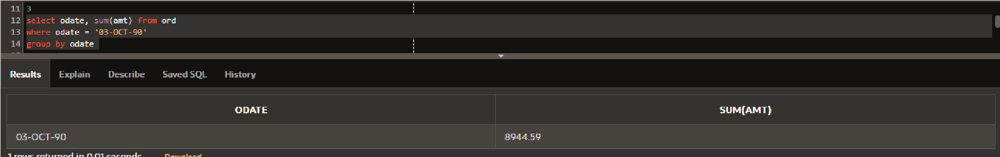 11 3
12 select odate, sum(amt) from ord
13 where odate = '03-OCT-90'
14 group by odate
Results Explain Describe Saved SQL History
ODATE SUM(AMT)
03-OCT-90 8944.59
1 rows returned in 0.01 seconds Download